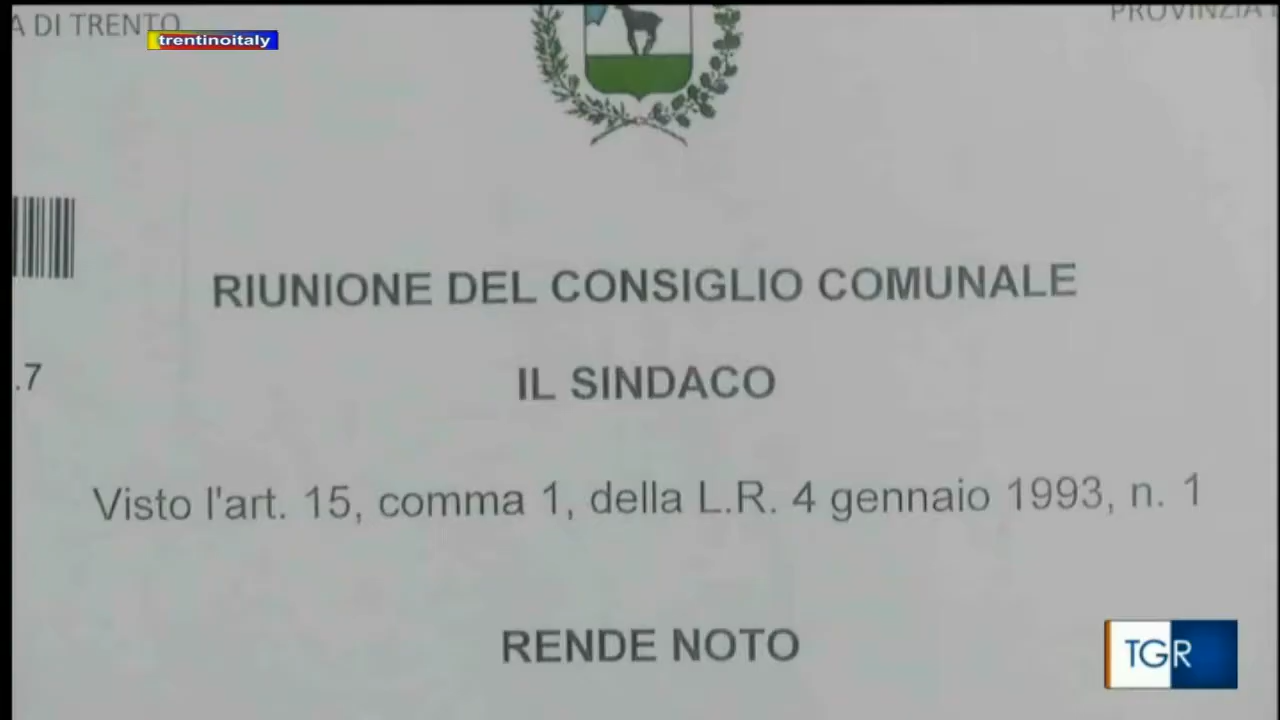 A DI TRENTO
PROVINZIA
trentinoitaly
RIUNIONE DEL CONSIGLIO COMUNALE
.7
IL SINDACO
Visto l'art. 15, comma 1, della L.R. 4 gennaio 1993, n. 1
RENDE NOTO
TGR